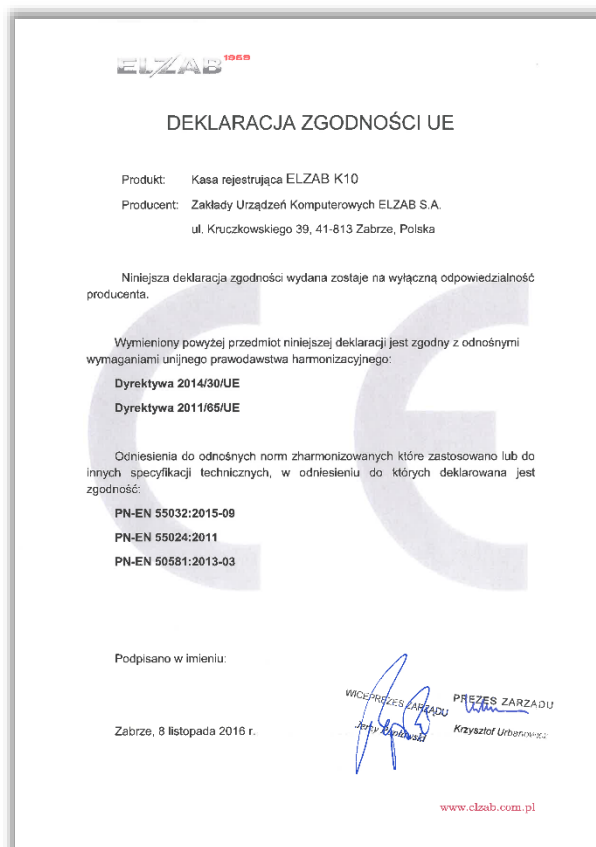 ELZAB 1969
DEKLARACJA ZGODNOŚCI UE
Produkt: Kasa rejestrująca ELZAB K10
Producent: Zakłady Urządzeń Komputerowych ELZAB S.A.
ul. Kruczkowskiego 39, 41-813 Zabrze, Polska
Niniejsza deklaracja zgodności wydana zostaje na wyłączną odpowiedzialność
producenta.
Wymieniony powyżej przedmiot niniejszej deklaracji jest zgodny z odnośnymi
wymaganiami unijnego prawodawstwa harmonizacyjnego:
Dyrektywa 2014/30/UE
Dyrektywa 2011/65/UE
Odniesienia do odnośnych norm zharmonizowanych które zastosowano lub do
innych specyfikacji technicznych, w odniesieniu do których deklarowana jest
zgodność:
PN-EN 55032:2015-09
PN-EN 55024:2011
PN-EN 50581:2013-03
Podpisano w imieniu:
WICEPREZES ZARZĄDU PREZES ZARZADU
Zabrze, 8 listopada 2016 r.
Jerzy Krzysztof
www.elzab.com.pl